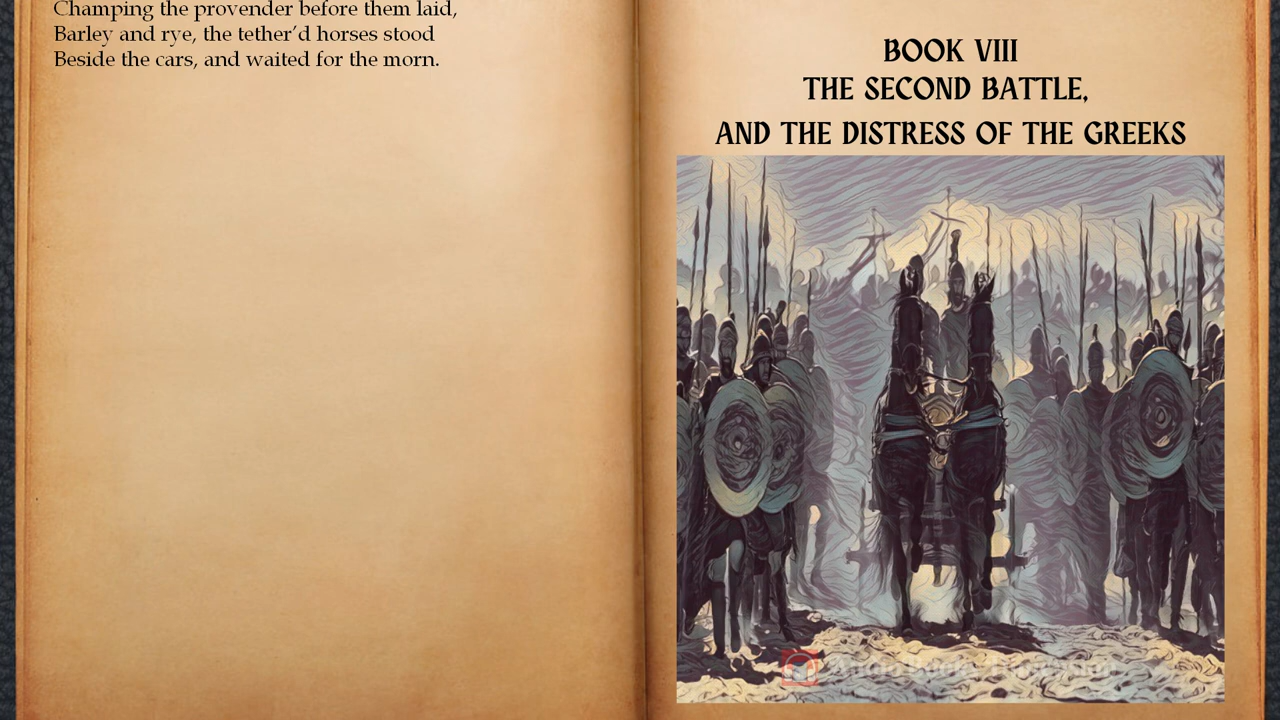 Champing the provender before them laid,
Barley and rye, the tether’d horses stood
Beside the cars, and waited for the morn.
BOOK VIII
THE SECOND BATTLE,
AND THE DISTRESS OF THE GREEKS